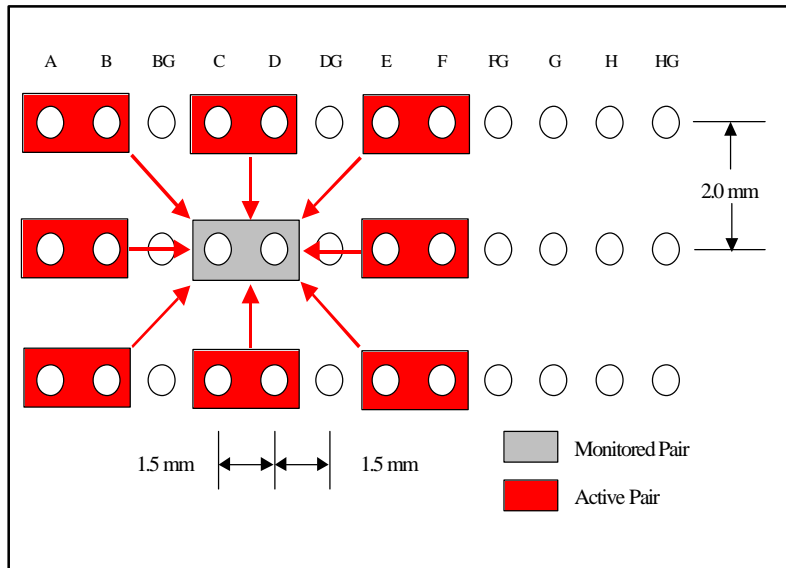 A B BG C D DG E F FG G H HG
2.0 mm
1.5 mm 1.5 mm
Monitored Pair
Active Pair